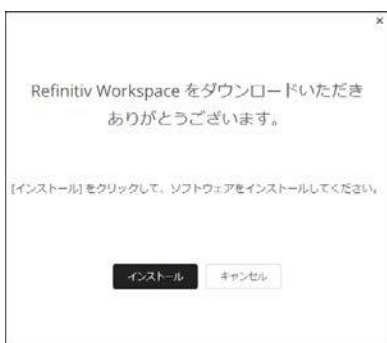 Refinitiv Workspace をダウンロードいただき
ありがとうございます。
[インストール] をクリックして、ソフトウェアをインストールしてください。
インストール
キャンセル